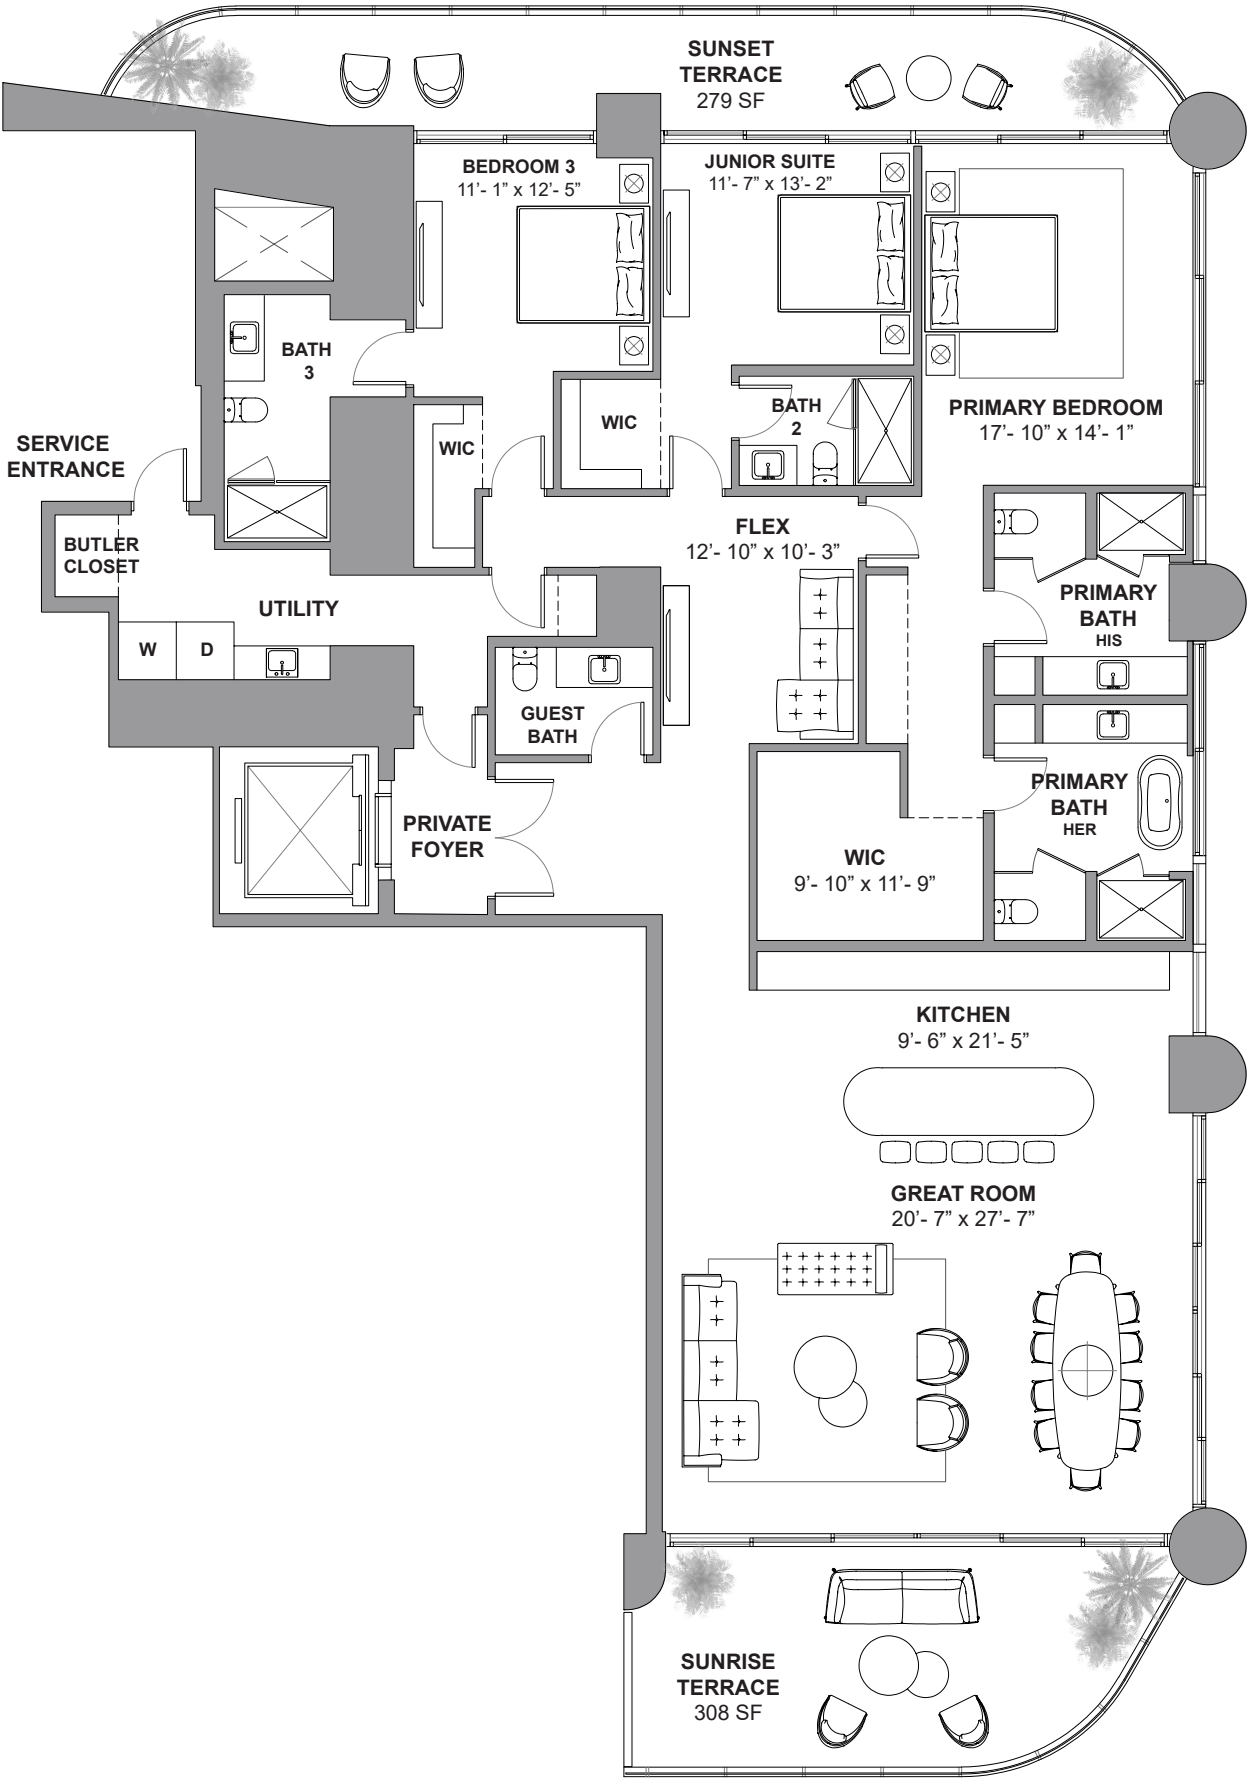 SUNSET
TERRACE
279 SF
BEDROOM 3
11’- 1” x 12’- 5”
JUNIOR SUITE
11’- 7” x 13’- 2”
BATH
3
WIC
WIC
BATH
2
PRIMARY BEDROOM
17’- 10” x 14’- 1”
SERVICE
ENTRANCE
BUTLER
CLOSET
FLEX
12’- 10” x 10’- 3”
UTILITY
W
D
PRIMARY
BATH
HIS
GUEST
BATH
PRIMARY
BATH
HER
PRIVATE
FOYER
WIC
9’- 10” x 11’- 9”
KITCHEN
9’- 6” x 21’- 5”
GREAT ROOM
20’- 7” x 27’- 7”
SUNRISE
TERRACE
308 SF